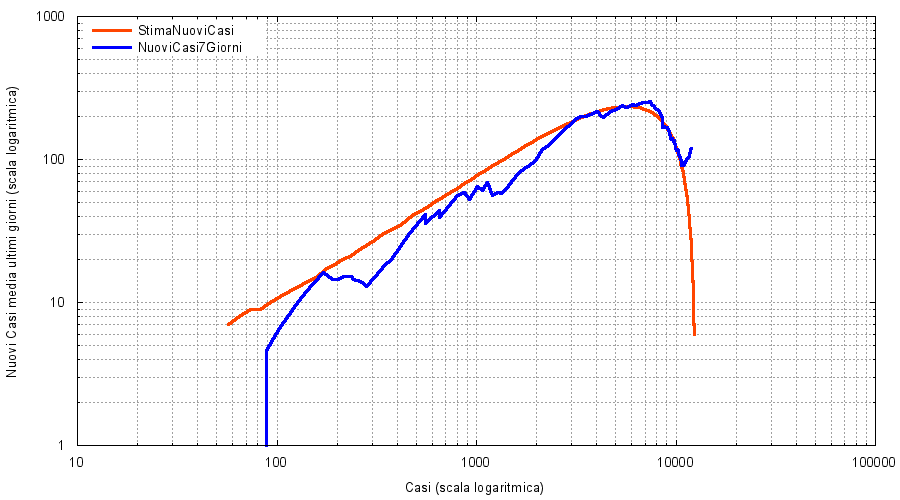 1000
StimaNuoviCasi
NuoviCasi7Giorni
100
10
1
Nuovi Casi media ultimi giorni (scala logaritmica)
10
100
1000
10000
100000
Casi (scala logaritmica)